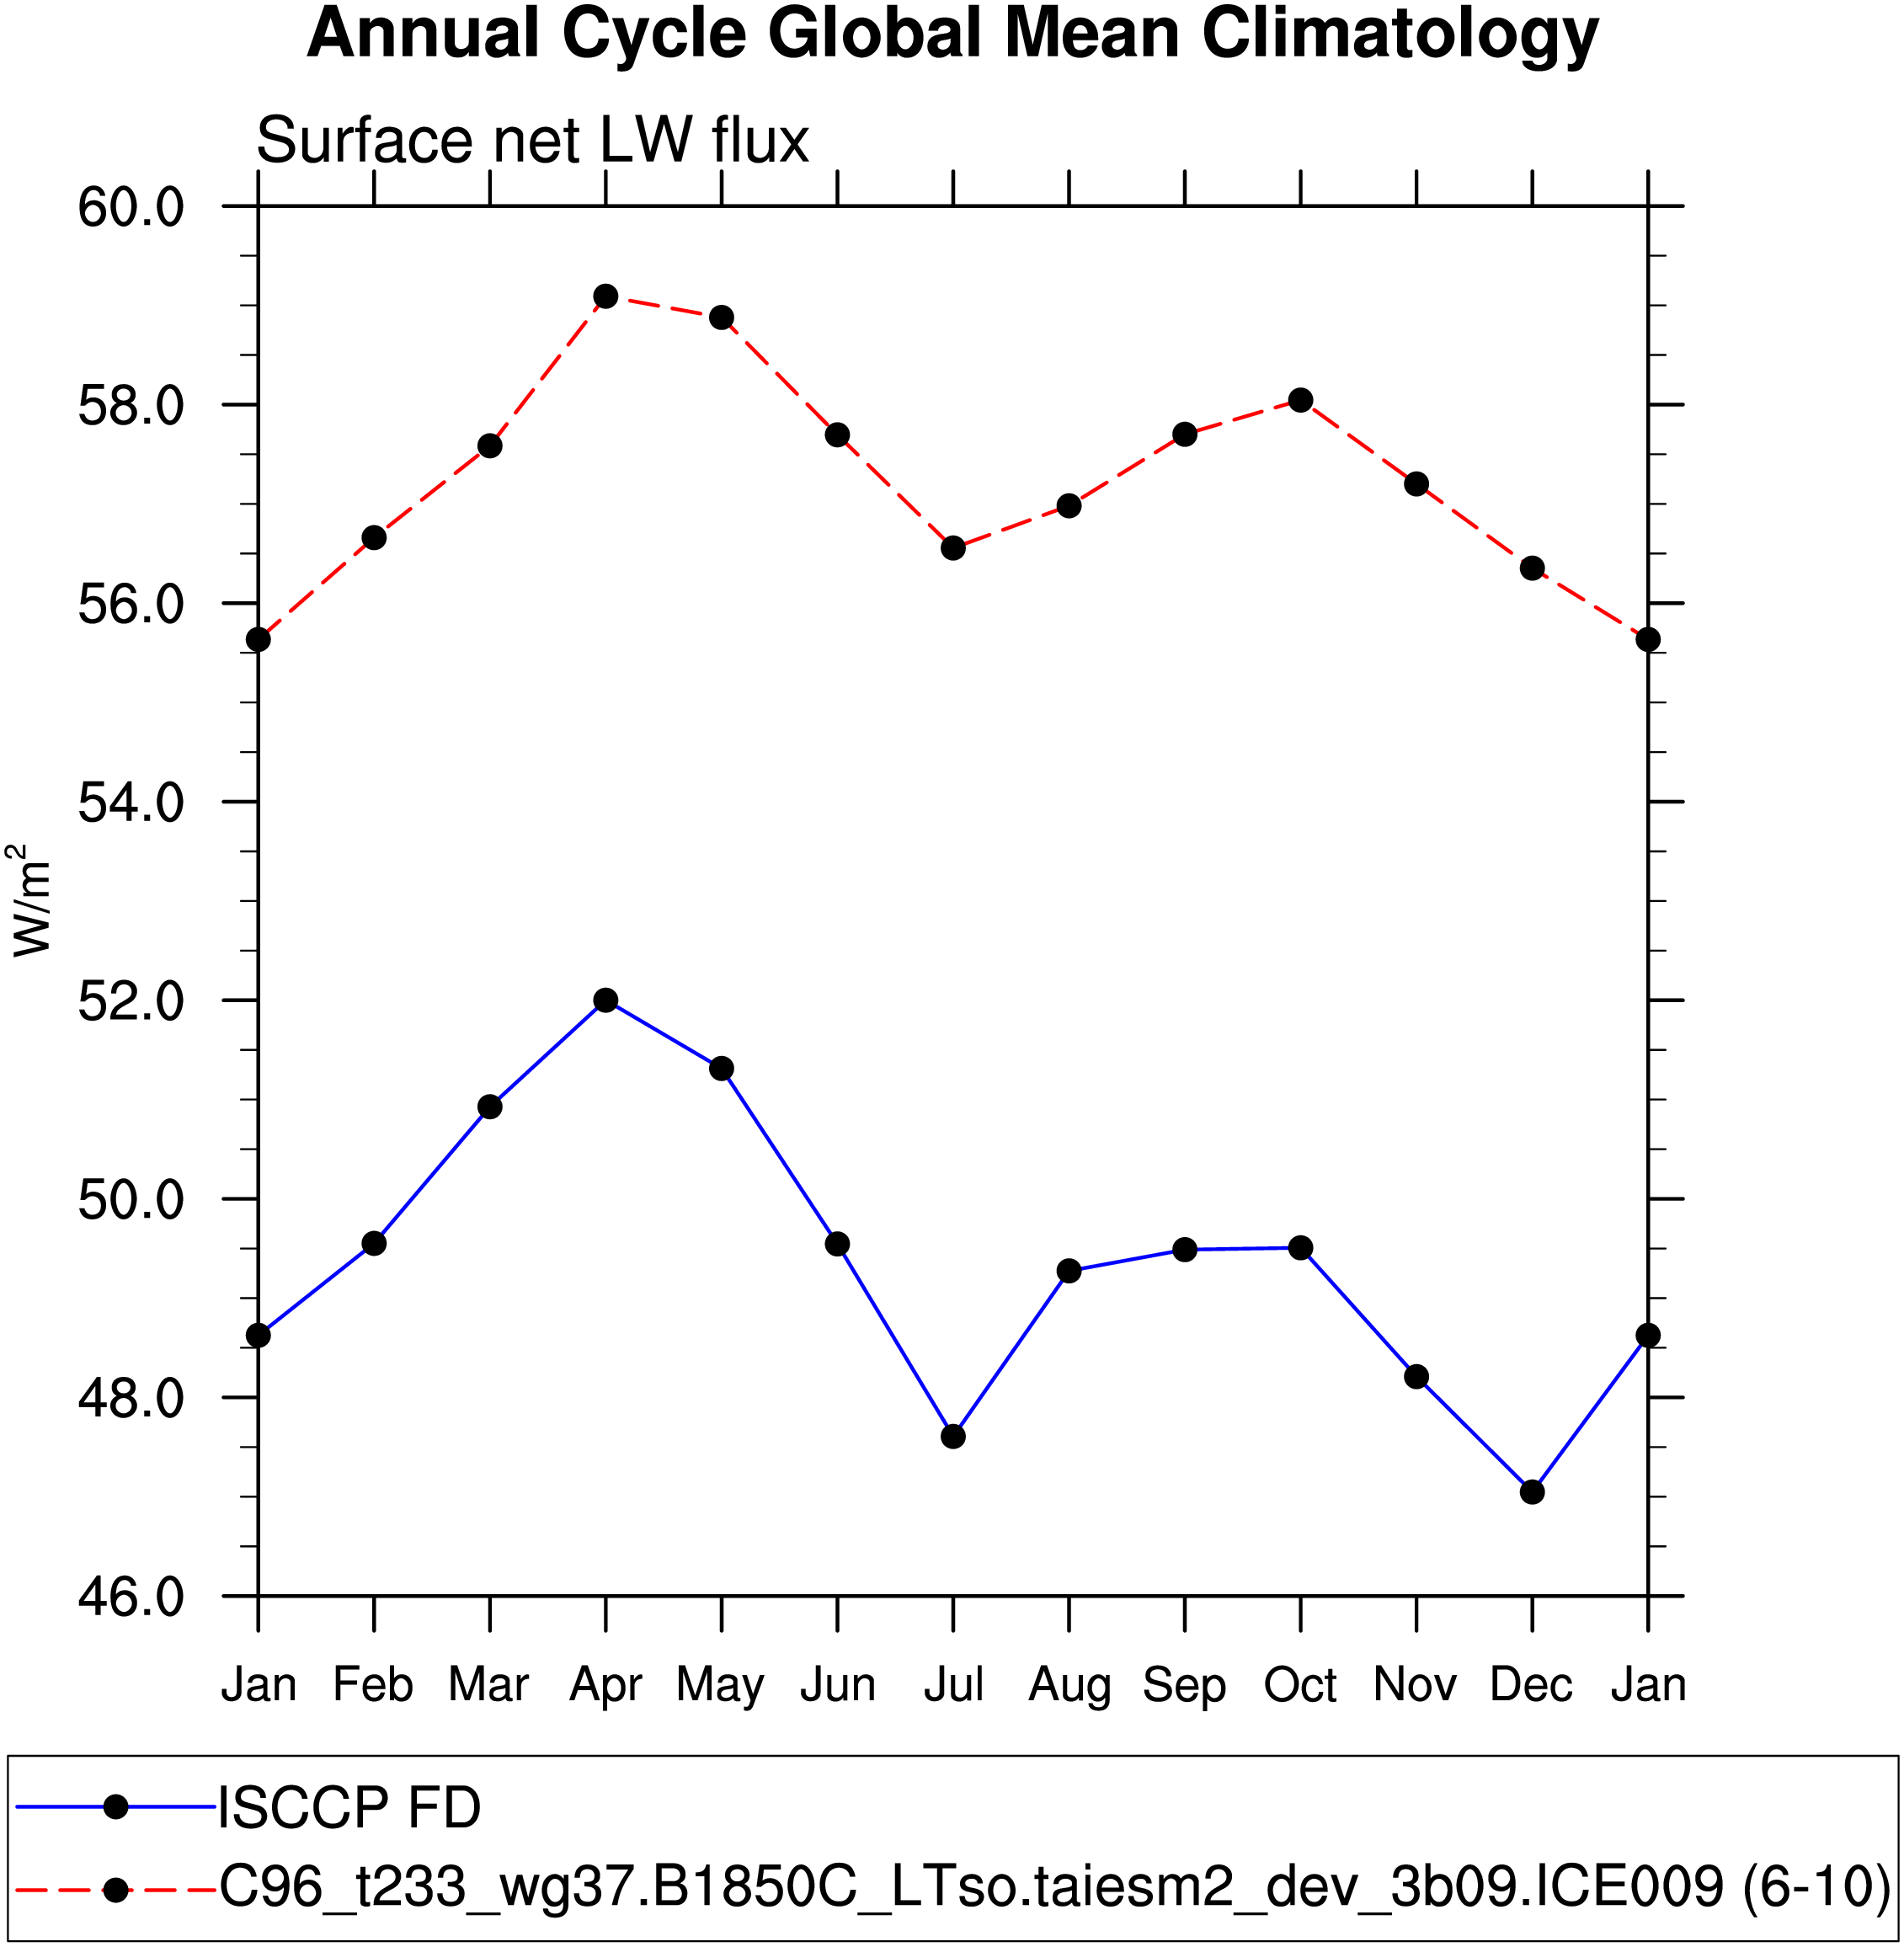 Annual Cycle Global Mean Climatology
Surface net LW flux
60.0
58.0
56.0
54.0
52.0
50.0
48.0
46.0
W/m²
Jan Feb Mar Apr May Jun Jul Aug Sep Oct Nov Dec Jan
ISCCP FD
C96_t233_wg37.B1850C_LTso.taiesm2_dev_3b09.ICE009 (6-10)